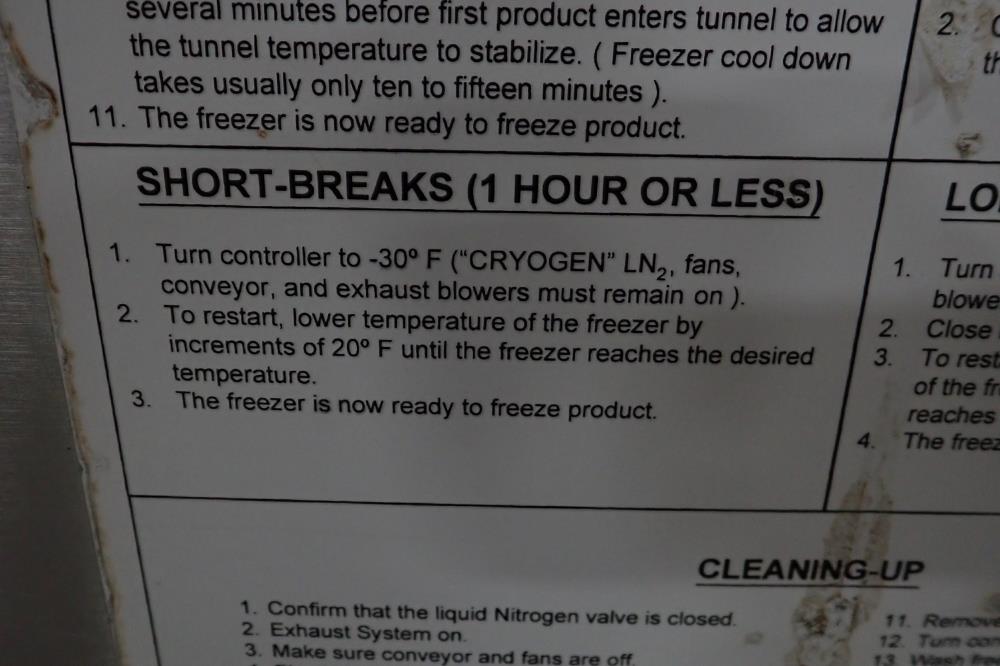 several minutes before first product enters tunnel to allow
the tunnel temperature to stabilize. ( Freezer cool down
takes usually only ten to fifteen minutes ).
11. The freezer is now ready to freeze product.
SHORT-BREAKS (1 HOUR OR LESS)
1. Turn controller to -30º F (“CRYOGEN” LN₂, fans,
conveyor, and exhaust blowers must remain on ).
2. To restart, lower temperature of the freezer by
increments of 20º F until the freezer reaches the desired
temperature.
3. The freezer is now ready to freeze product.
2.
1. Turn
2. Close
3. To
of the
reaches
4. The
CLEANING-UP
1. Confirm that the liquid Nitrogen valve is closed.
2. Exhaust System on.
3. Make sure conveyor and fans are off.
11.
12. Turn
13. Wash